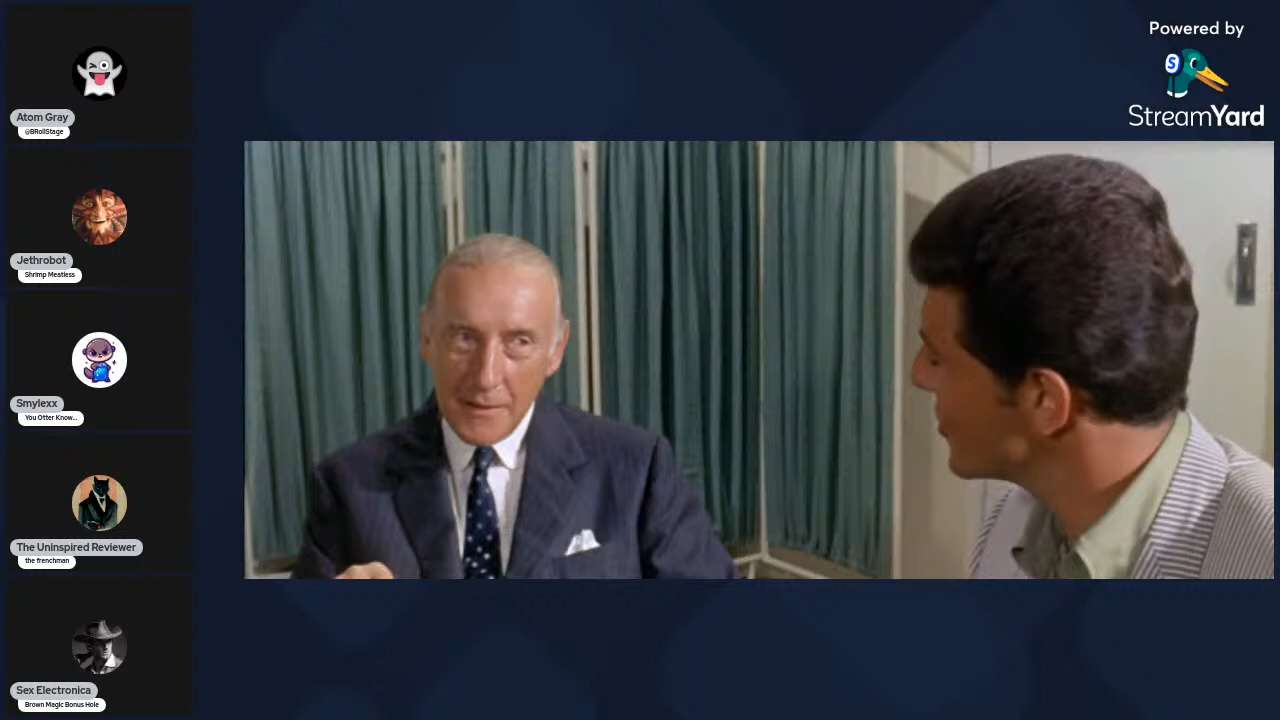 Powered by
S
StreamYard
Atom Gray
@BRollStage
Jethrobot
Shrimp Meatless
Smylexx
You Otter Know...
The Uninspired Reviewer
the frenchman
Sex Electronica
Brown Magic Bonus Hole